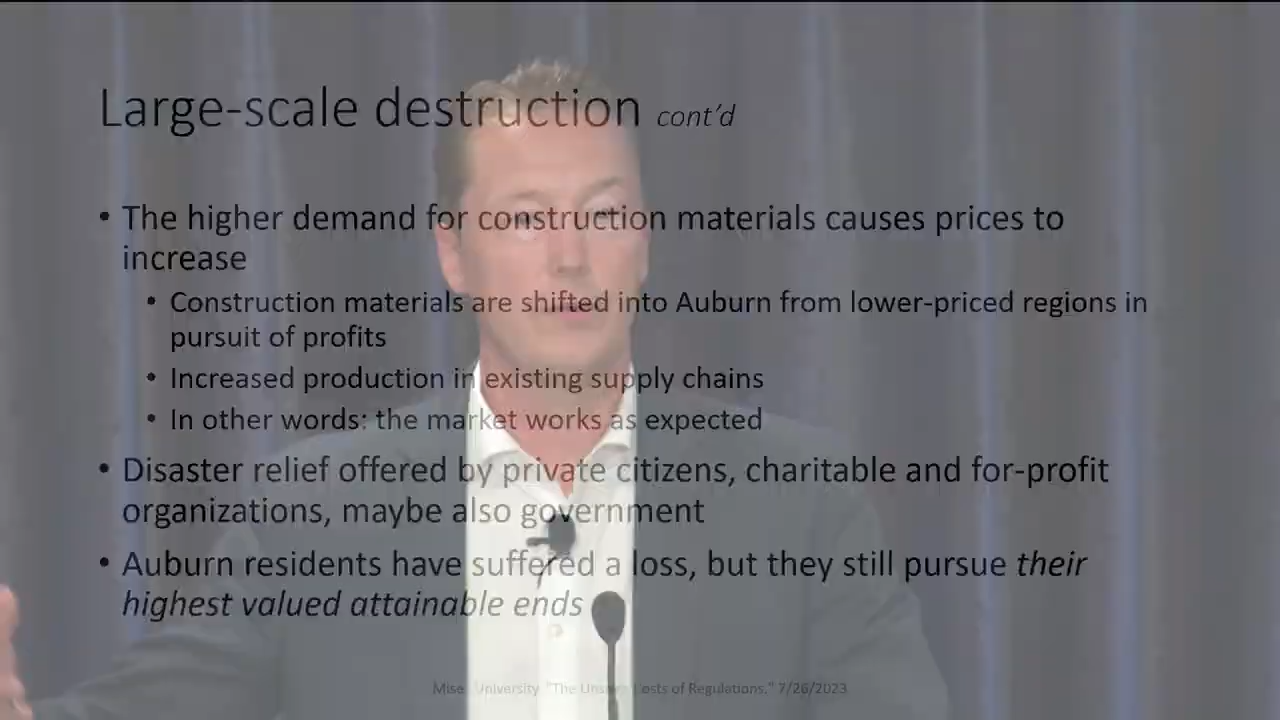 Large-scale destruction cont’d
• The higher demand for construction materials causes prices to
increase
• Construction materials are shifted into Auburn from lower-priced regions in
pursuit of profits
• Increased production in existing supply chains
• In other words: the market works as expected
• Disaster relief offered by private citizens, charitable and for-profit
organizations, maybe also government
• Auburn residents have suffered a loss, but they still pursue their
highest valued attainable ends
University "The Costs of Regulations," 7/26/2023